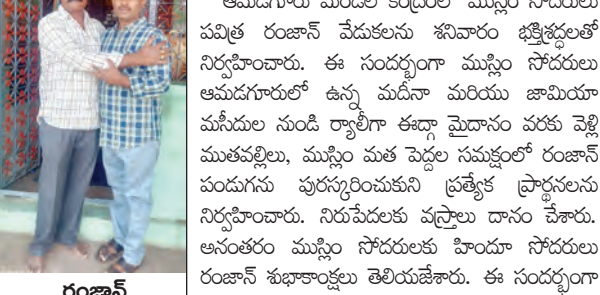 ఆమడగూరు మండల కేంద్రంలో ముస్లిం సోదరులు
పవిత్ర రంజాన్ వేడుకలను శనివారం భక్తిశ్రద్ధలతో
నిర్వహించారు. ఈ సందర్భంగా ముస్లిం సోదరులు
ఆమడగూరులో ఉన్న మదీనా మరియు జామియా
మసీదుల నుండి ర్యాలీగా ఈద్గా మైదానం వరకు వెళ్లి
ముతవల్లిలు, ముస్లిం మత పెద్దల సమక్షంలో రంజాన్
పండుగను పురస్కరించుకుని ప్రత్యేక ప్రార్థనలను
నిర్వహించారు. నిరుపేదలకు వస్త్రాలు దానం చేశారు.
అనంతరం ముస్లిం సోదరులకు హిందూ సోదరులు
రంజాన్ శుభాకాంక్షలు తెలియజేశారు. ఈ సందర్భంగా
రంజాన్